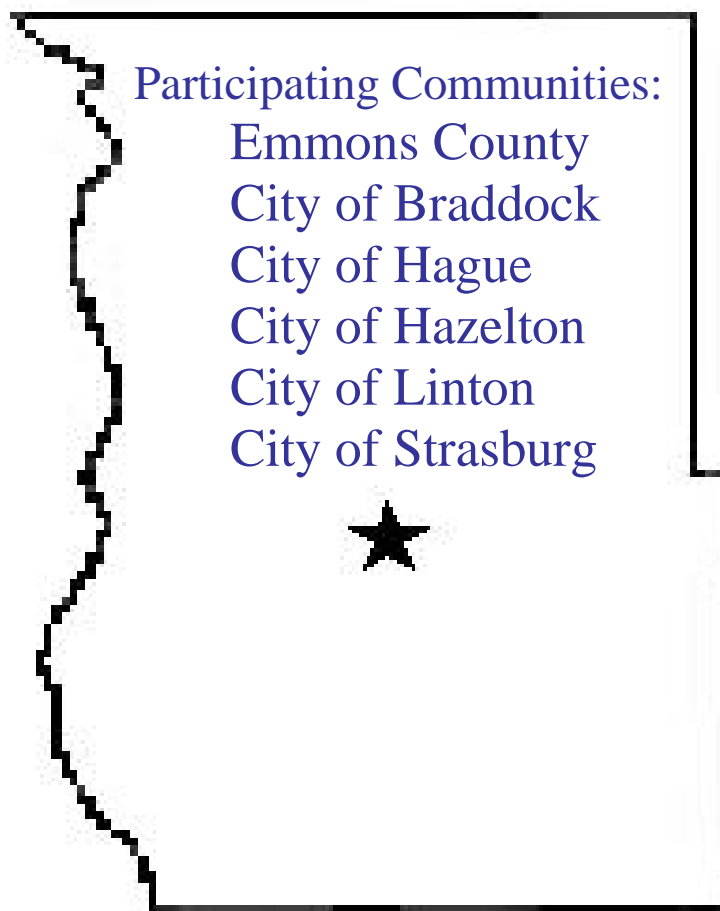 Participating Communities:
Emmons County
City of Braddock
City of Hague
City of Hazelton
City of Linton
City of Strasburg